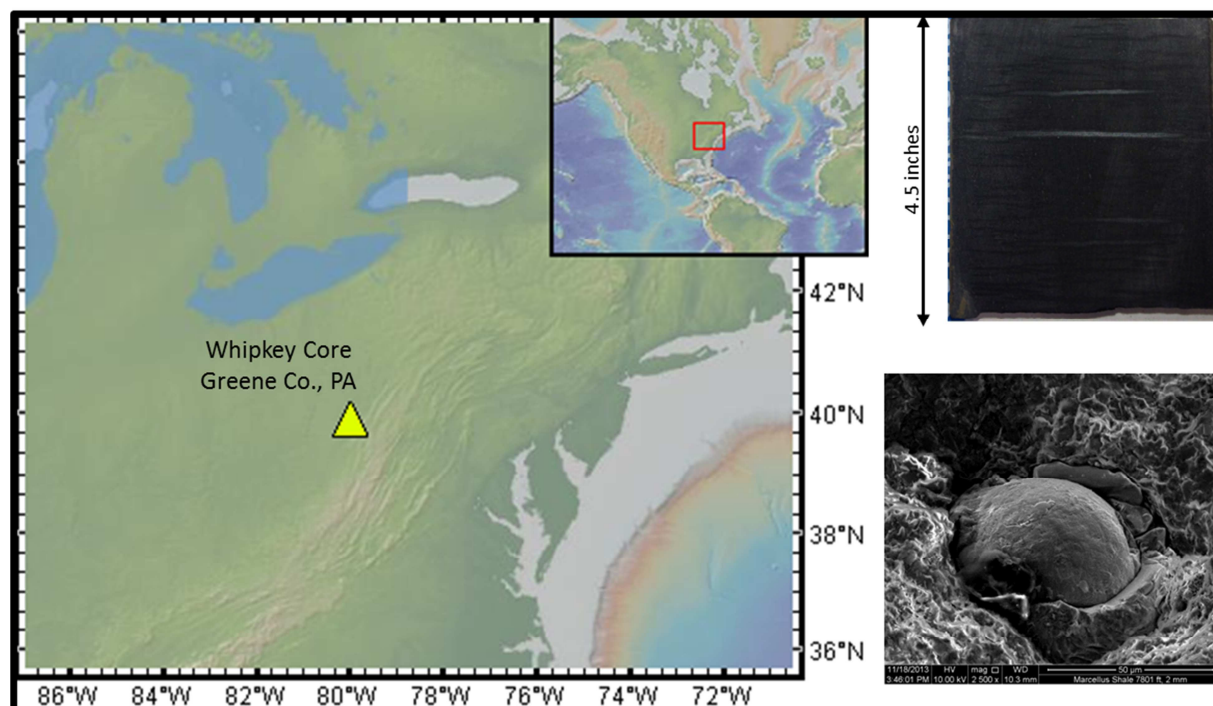 Whipkey Core
Greene Co., PA
42°N
40°N
38°N
36°N
86°W
84°W
82°W
80°W
78°W
76°W
74°W
72°W
4.5 inches
11/18/2013 HV mag WD 50 µm
3:46:01 PM 10.00 kV 2 500 x 10.3 mm Marcellus Shale 7801 ft, 2 mm